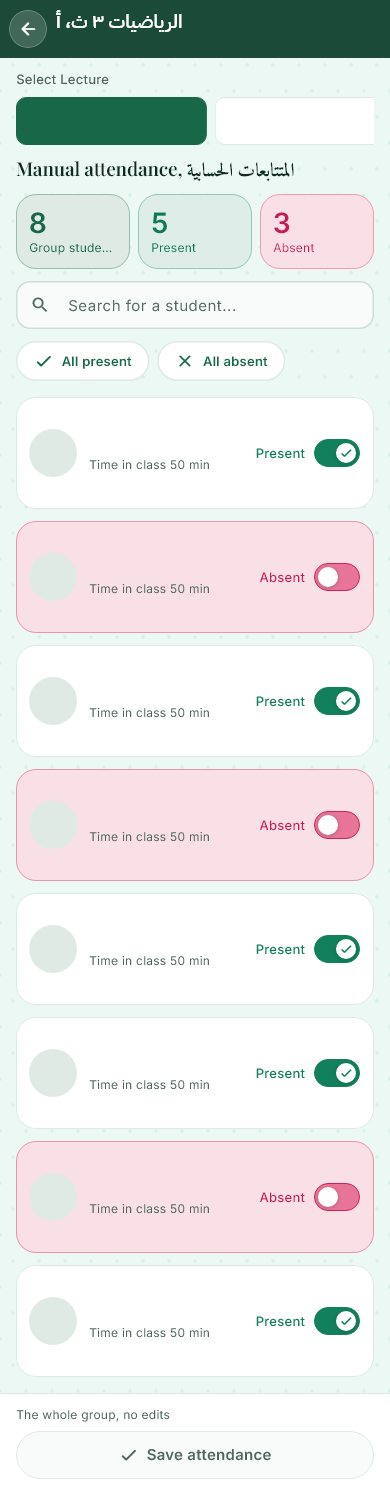 الرياضيات ٣ ث، أ
Select Lecture
Manual attendance, المتتابعات الحسابية
8
Group stude...
5
Present
3
Absent
Search for a student...
All present
All absent
Time in class 50 min
Present
Time in class 50 min
Absent
Time in class 50 min
Present
Time in class 50 min
Absent
Time in class 50 min
Present
Time in class 50 min
Present
Time in class 50 min
Absent
Time in class 50 min
Present
The whole group, no edits
Save attendance